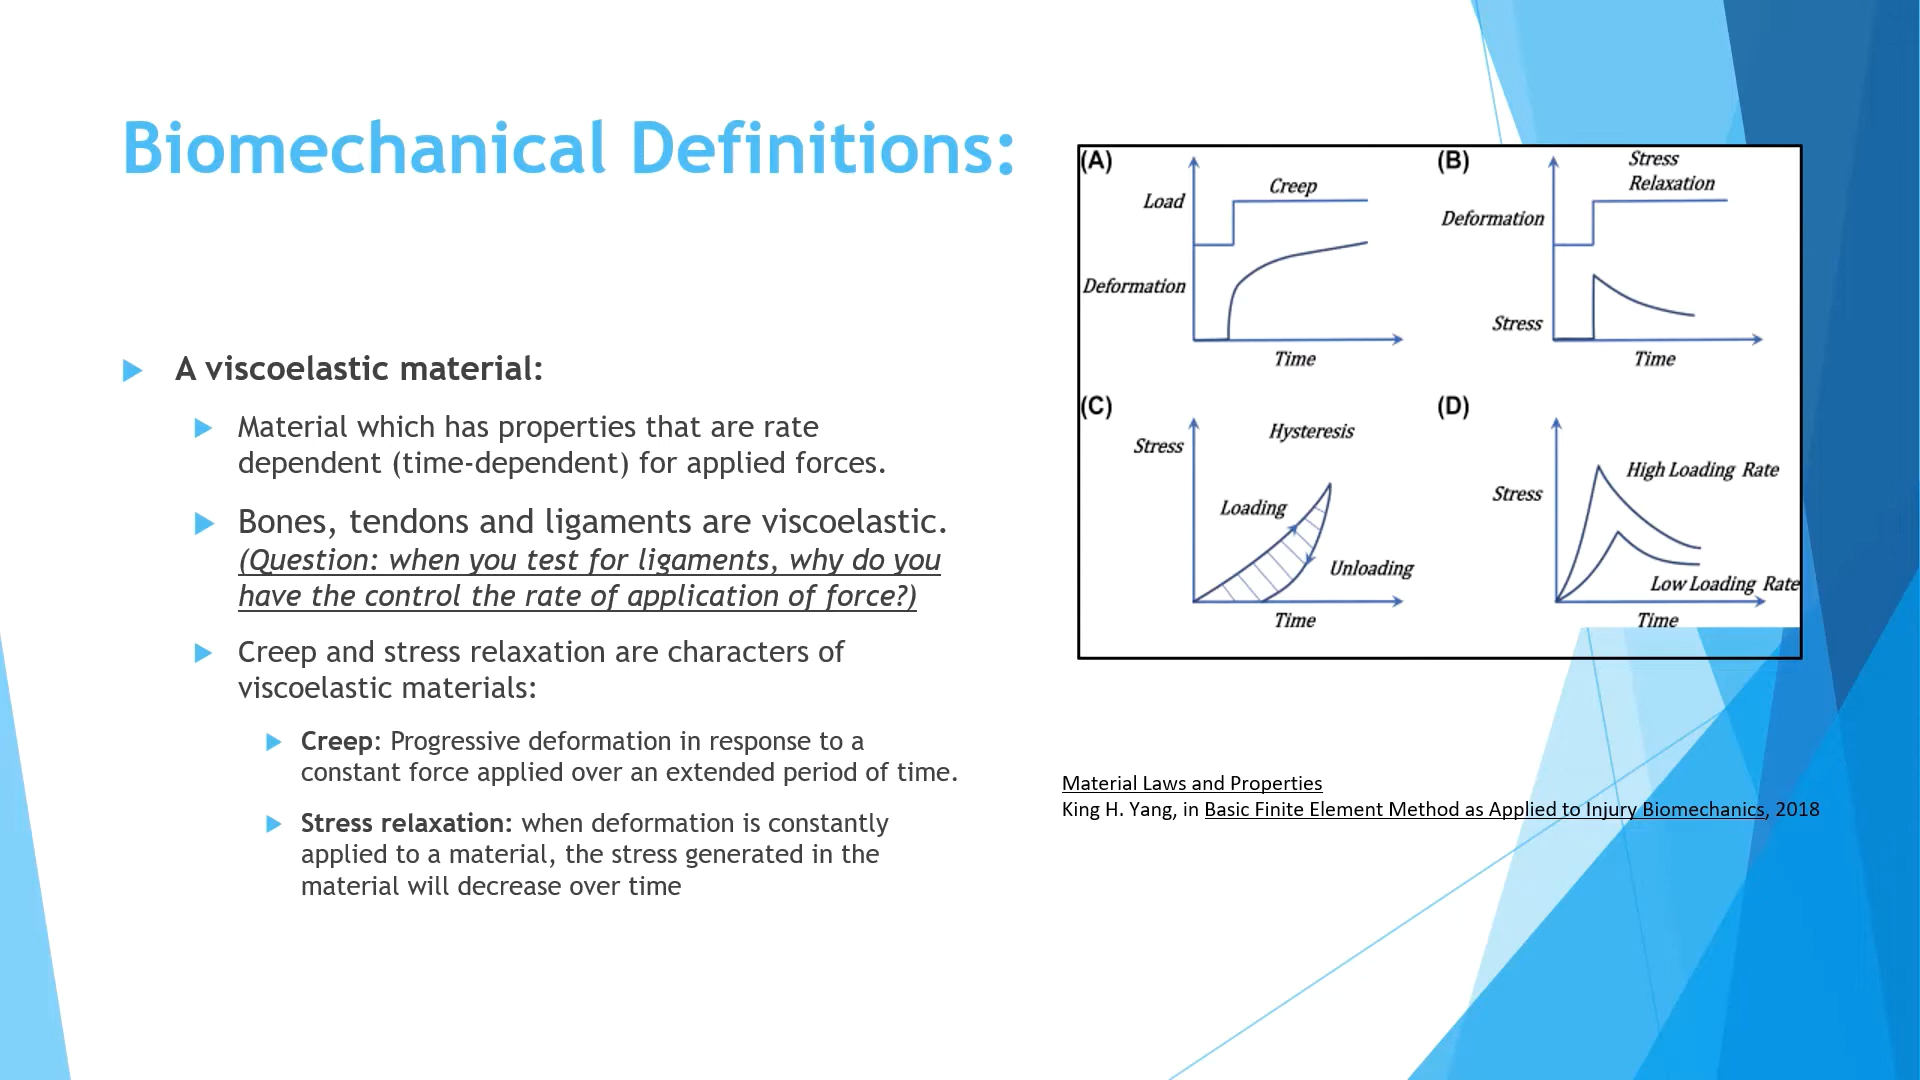 Biomechanical Definitions:
A viscoelastic material:
Material which has properties that are rate
dependent (time-dependent) for applied forces.
Bones, tendons and ligaments are viscoelastic.
(Question: when you test for ligaments, why do you
have the control the rate of application of force?)
Creep and stress relaxation are characters of
viscoelastic materials:
Creep: Progressive deformation in response to a
constant force applied over an extended period of time.
Stress relaxation: when deformation is constantly
applied to a material, the stress generated in the
material will decrease over time
(A)
Creep
Load
Deformation
Time
(B)
Stress
Relaxation
Deformation
Stress
Time
(C)
Hysteresis
Stress
Loading
Unloading
Time
(D)
Stress
High Loading Rate
Low Loading Rate
Time
Material Laws and Properties
King H. Yang, in Basic Finite Element Method as Applied to Injury Biomechanics, 2018